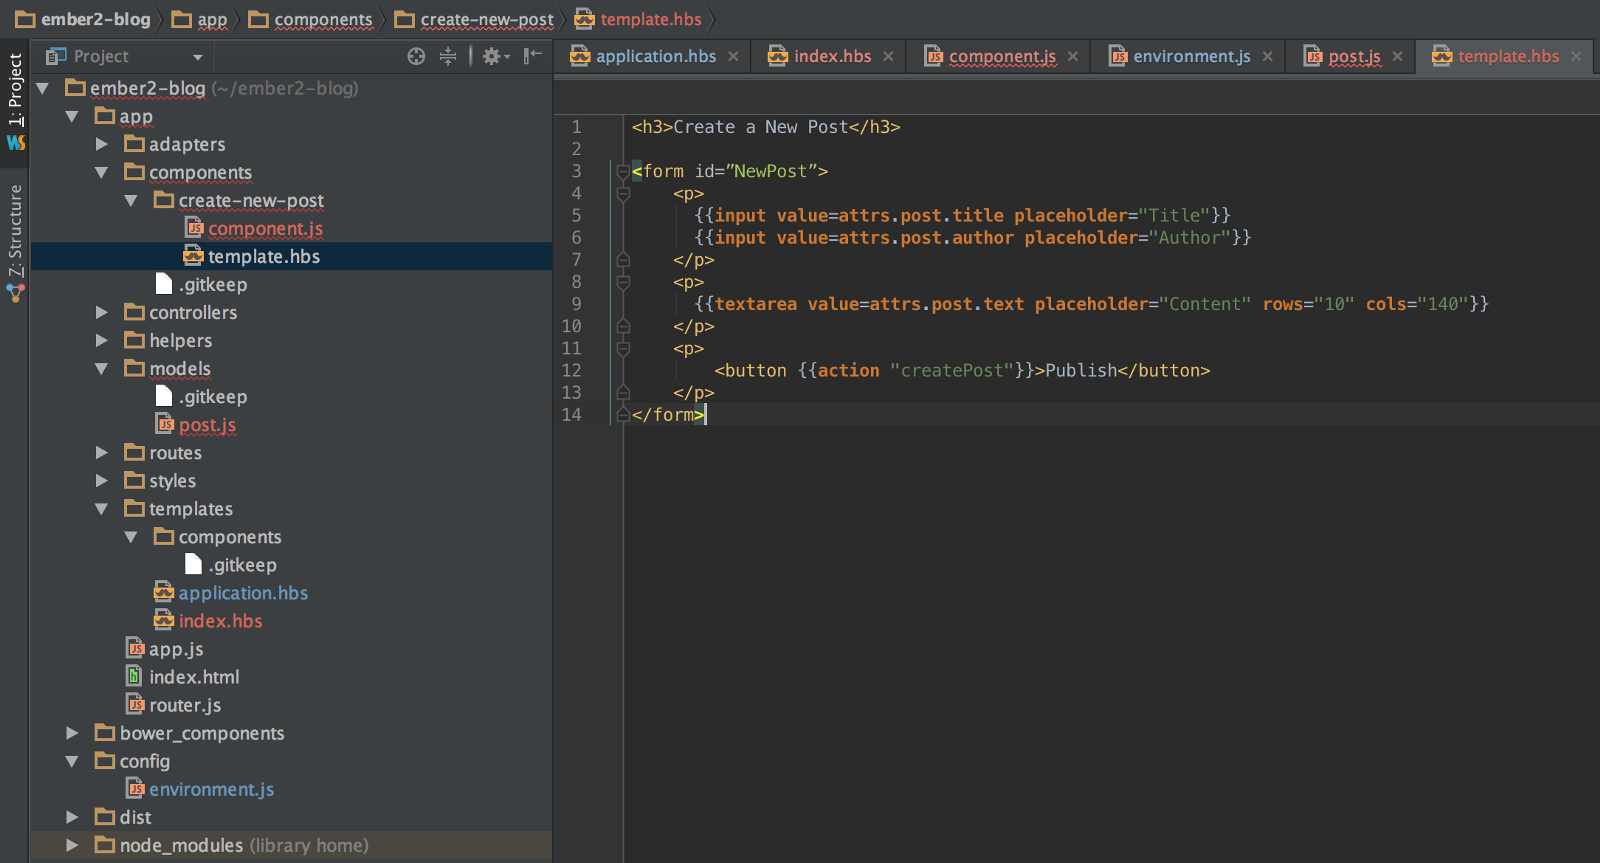 ember2-blog app components create-new-post template.hbs
Project
application.hbs index.hbs component.js environment.js post.js template.hbs
1: Project
WS
7: Structure
ember2-blog (~/ember2-blog)
app
adapters
components
create-new-post
component.js
template.hbs
.gitkeep
controllers
helpers
models
.gitkeep
post.js
routes
styles
templates
components
.gitkeep
application.hbs
index.hbs
app.js
index.html
router.js
bower_components
config
environment.js
dist
node_modules (library home)
1 <h3>Create a New Post</h3>
2
3 <form id=”NewPost”>
4 <p>
5 {{input value=attrs.post.title placeholder="Title"}}
6 {{input value=attrs.post.author placeholder="Author"}}
7 </p>
8 <p>
9 {{textarea value=attrs.post.text placeholder="Content" rows="10" cols="140"}}
10 </p>
11 <p>
12 <button {{action "createPost"}}>Publish</button>
13 </p>
14 </form>